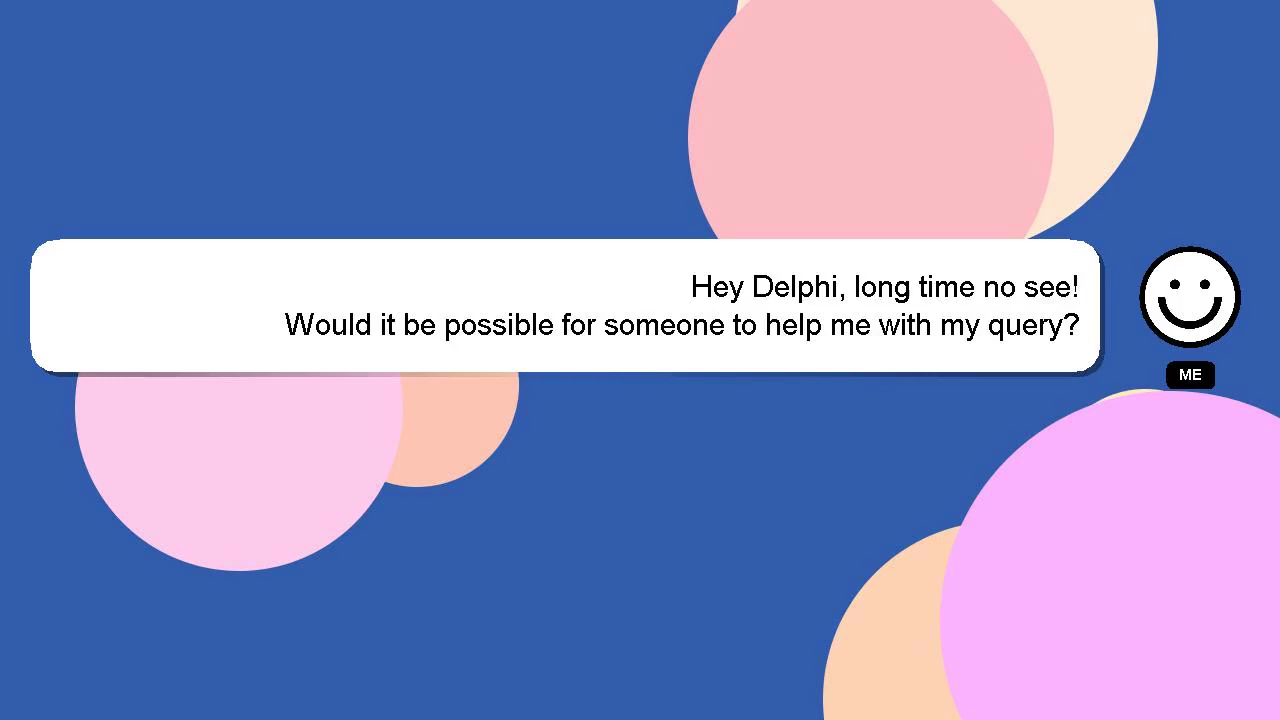 Hey Delphi, long time no see!
Would it be possible for someone to help me with my query?
ME